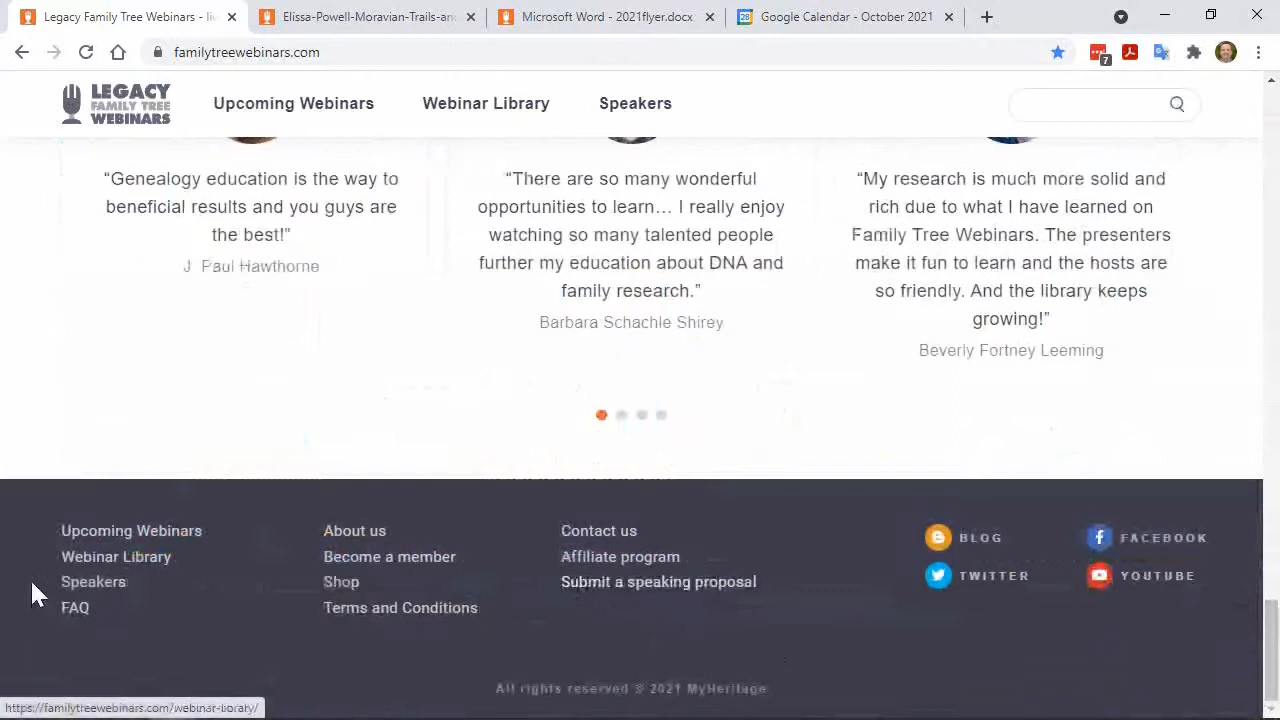 Legacy Family Tree Webinars - li
Elissa-Powell-Moravian-Trails-an
Microsoft Word - 2021flyer.docx
Google Calendar - October 2021
familytreewebinars.com
7
LEGACY
FAMILY TREE
WEBINARS
Upcoming Webinars
Webinar Library
Speakers
“Genealogy education is the way to
beneficial results and you guys are
the best!”
J. Paul Hawthorne
“There are so many wonderful
opportunities to learn… I really enjoy
watching so many talented people
further my education about DNA and
family research.”
Barbara Schachle Shirey
“My research is much more solid and
rich due to what I have learned on
Family Tree Webinars. The presenters
make it fun to learn and the hosts are
so friendly. And the library keeps
growing!”
Beverly Fortney Leeming
Upcoming Webinars
Webinar Library
Speakers
FAQ
About us
Become a member
Shop
Terms and Conditions
Contact us
Affiliate program
Submit a speaking proposal
BLOG
FACEBOOK
TWITTER
YOUTUBE
All rights reserved © 2021 MyHeritage
https://familytreewebinars.com/webinar-library/